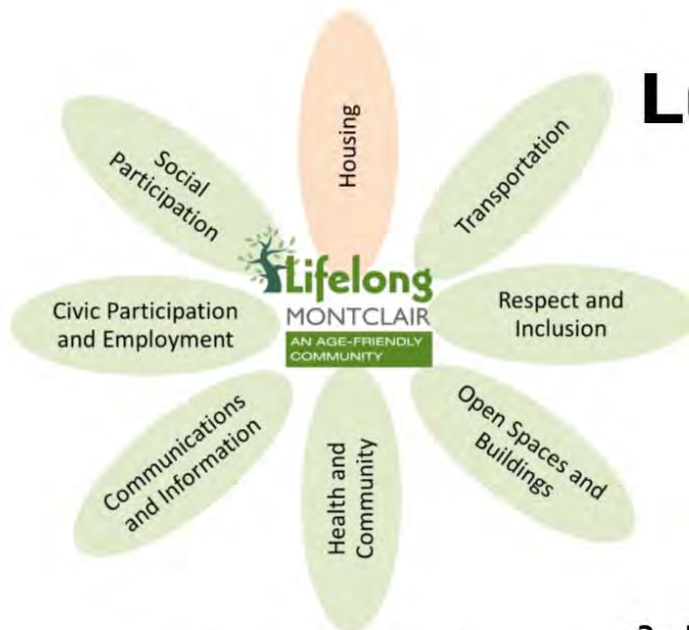 Housing
Transportation
Respect and
Inclusion
Open Spaces and
Buildings
Health and
Community
Communications
and Information
Civic Participation
and Employment
Social
Participation
Lifelong
MONTCLAIR
AN AGE-FRIENDLY
COMMUNITY